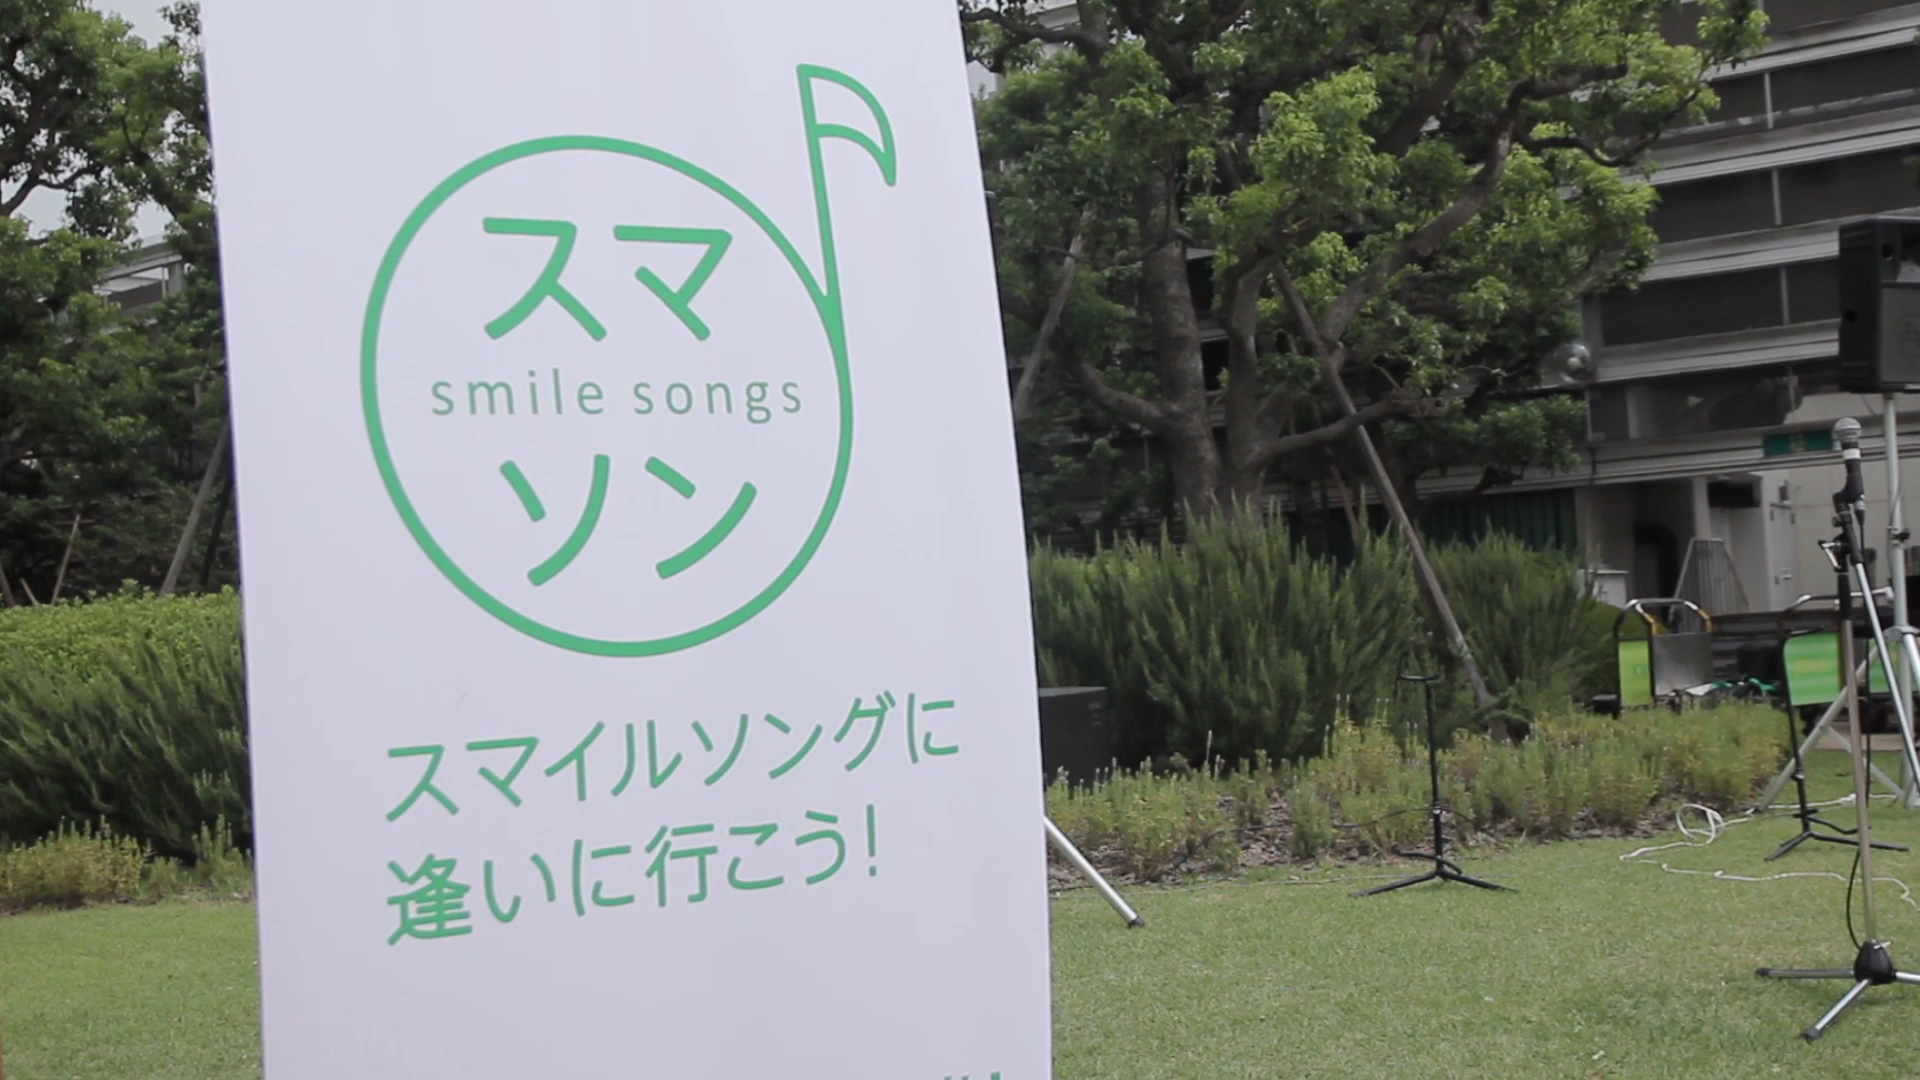 スマ
smile songs
ソン
スマイルソングに
逢いに行こう!